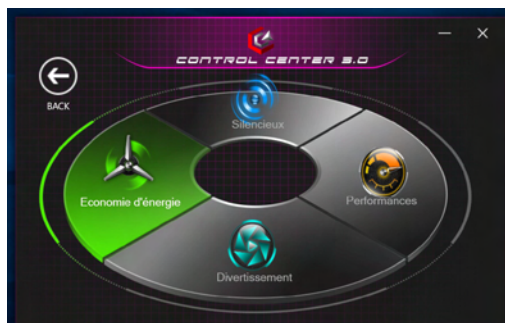 CONTROL CENTER 3.0
BACK
Silencieux
Economie d'énergie
Performances
Divertissement